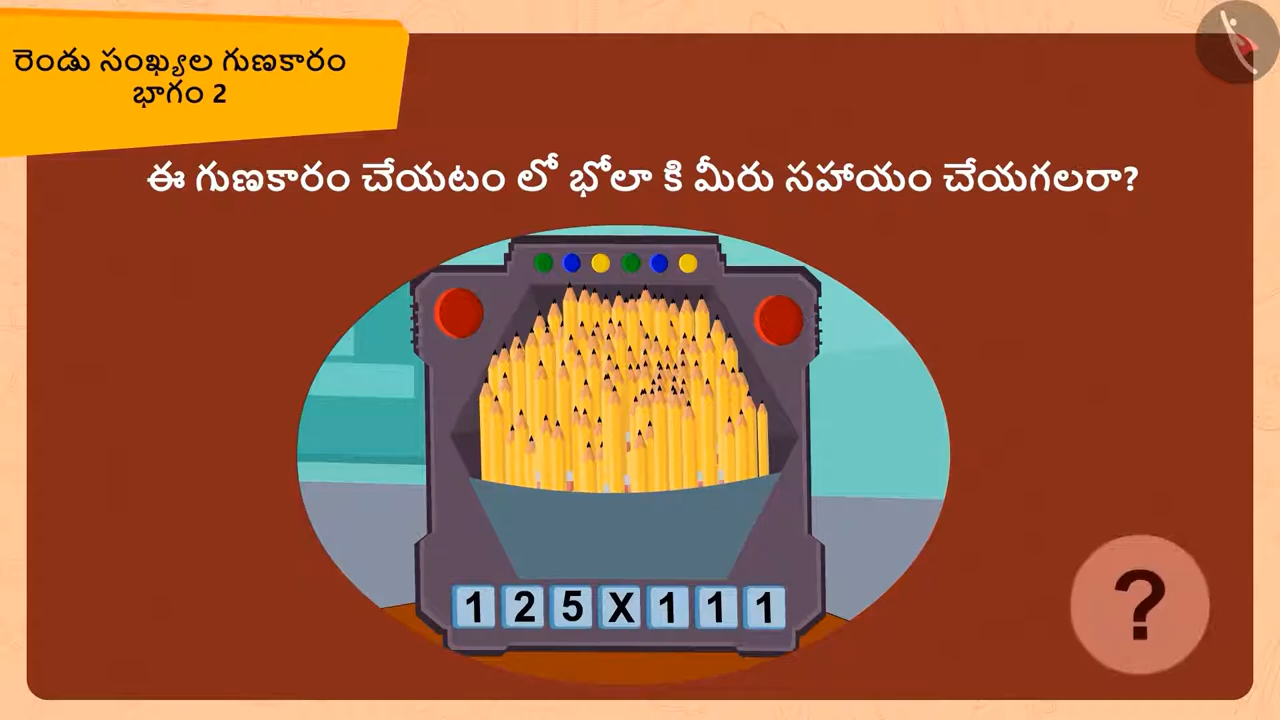 రెండు సంఖ్యల గుణకారం
భాగం 2
ఈ గుణకారం చేయటం లో భోలా కి మీరు సహాయం చేయగలరా?
125X111
?